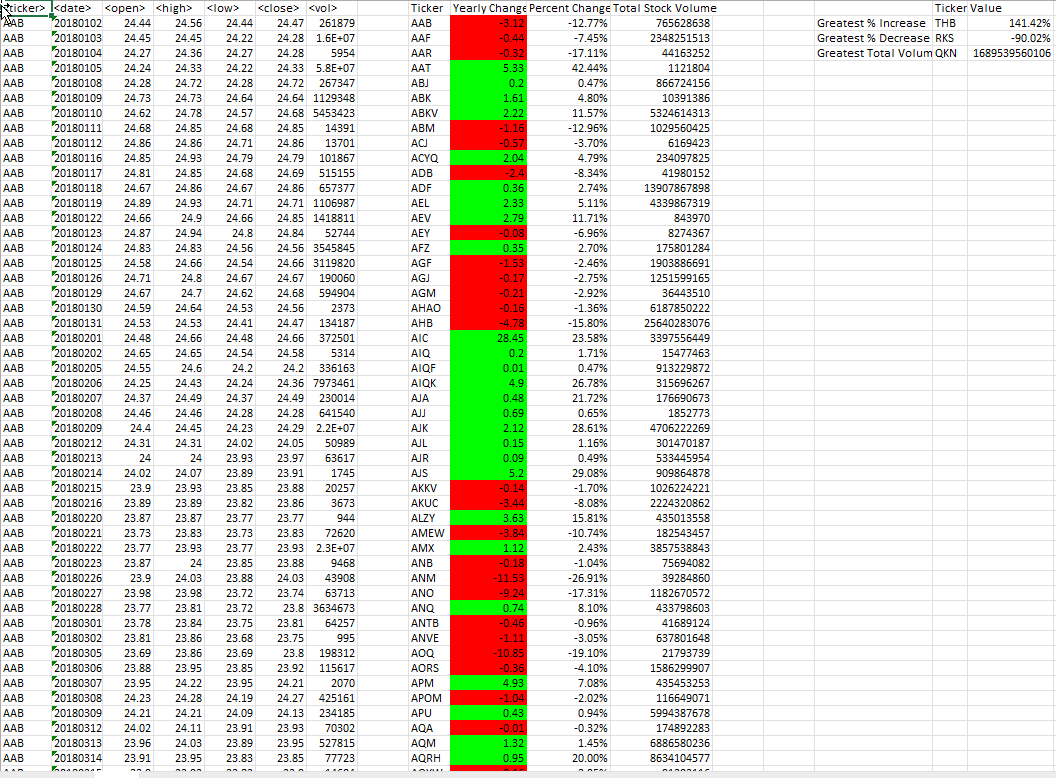 <ticker> <date> <open> <high> <low> <close> <vol> Ticker Yearly Change Percent Change Total Stock Volume Ticker Value
AAB 20180102 24.44 24.56 24.44 24.47 261879 AAB -3.12 -12.77% 765628638 Greatest % Increase THB 141.42%
AAB 20180103 24.45 24.45 24.22 24.28 1.6E+07 AAF -0.44 -7.45% 2348251513 Greatest % Decrease RKS -90.02%
AAB 20180104 24.27 24.36 24.27 24.28 5954 AAR -0.32 -17.11% 44163252 Greatest Total Volum QKN 1689539560106
AAB 20180105 24.24 24.33 24.22 24.33 5.8E+07 AAT 5.33 42.44% 1121804
AAB 20180108 24.28 24.72 24.28 24.72 267347 ABJ 0.2 0.47% 866724156
AAB 20180109 24.73 24.73 24.64 24.64 1129348 ABK 1.61 4.80% 10391386
AAB 20180110 24.62 24.78 24.57 24.68 5453423 ABKV 2.22 11.57% 5324614313
AAB 20180111 24.68 24.85 24.68 24.85 14391 ABM -1.16 -12.96% 1029560425
AAB 20180112 24.86 24.86 24.71 24.86 13701 ACJ -0.57 -3.70% 6169423
AAB 20180116 24.85 24.93 24.79 24.79 101867 ACYQ 2.04 4.79% 234097825
AAB 20180117 24.81 24.85 24.68 24.69 515155 ADB -2.4 -8.34% 41980152
AAB 20180118 24.67 24.86 24.67 24.86 657377 ADF 0.36 2.74% 13907867898
AAB 20180119 24.89 24.93 24.71 24.71 1106987 AEL 2.33 5.11% 4339867319
AAB 20180122 24.66 24.9 24.66 24.85 1418811 AEV 2.79 11.71% 843970
AAB 20180123 24.87 24.94 24.8 24.84 52744 AEY -0.08 -6.96% 8274367
AAB 20180124 24.83 24.83 24.56 24.56 3545845 AFZ 0.35 2.70% 175801284
AAB 20180125 24.58 24.66 24.54 24.66 3119820 AGF -1.53 -2.46% 1903886691
AAB 20180126 24.71 24.8 24.67 24.67 190060 AGJ -0.17 -2.75% 1251599165
AAB 20180129 24.67 24.7 24.62 24.68 594904 AGM -0.21 -2.92% 36443510
AAB 20180130 24.59 24.64 24.53 24.56 2373 AHAO -0.16 -1.36% 6187850222
AAB 20180131 24.53 24.53 24.41 24.47 134187 AHB -4.78 -15.80% 25640283076
AAB 20180201 24.48 24.66 24.48 24.66 372501 AIC 28.45 23.58% 3397556449
AAB 20180202 24.65 24.65 24.54 24.58 5314 AIQ 0.2 1.71% 15477463
AAB 20180205 24.55 24.6 24.2 24.2 336163 AIQF 0.01 0.47% 913229872
AAB 20180206 24.25 24.43 24.24 24.36 7973461 AIQK 4.9 26.78% 315696267
AAB 20180207 24.37 24.49 24.37 24.49 230014 AJA 0.48 21.72% 176690673
AAB 20180208 24.46 24.46 24.28 24.28 641540 AJJ 0.69 0.65% 1852773
AAB 20180209 24.4 24.45 24.23 24.29 2.2E+07 AJK 2.12 28.61% 4706222269
AAB 20180212 24.31 24.31 24.02 24.05 50989 AJL 0.15 1.16% 301470187
AAB 20180213 24 24 23.93 23.97 63617 AJR 0.09 0.49% 533445954
AAB 20180214 24.02 24.07 23.89 23.91 1745 AJS 5.2 29.08% 909864878
AAB 20180215 23.9 23.93 23.85 23.88 20257 AKKV -0.14 -1.70% 1026224221
AAB 20180216 23.89 23.89 23.82 23.86 3673 AKUC -3.44 -8.08% 2224320862
AAB 20180220 23.87 23.87 23.77 23.77 944 ALZY 3.63 15.81% 435013558
AAB 20180221 23.73 23.83 23.73 23.83 72620 AMEW -3.84 -10.74% 182543457
AAB 20180222 23.77 23.93 23.77 23.93 2.3E+07 AMX 1.12 2.43% 3857538843
AAB 20180223 23.87 24 23.85 23.88 9468 ANB -0.18 -1.04% 75694082
AAB 20180226 23.9 24.03 23.88 24.03 43908 ANM -11.53 -26.91% 39284860
AAB 20180227 23.98 23.98 23.72 23.74 63713 ANO -9.24 -17.31% 1182670572
AAB 20180228 23.77 23.81 23.72 23.8 3634673 ANQ 0.74 8.10% 433798603
AAB 20180301 23.78 23.84 23.75 23.81 64257 ANTB -0.46 -0.96% 41689124
AAB 20180302 23.81 23.86 23.68 23.75 995 ANVE -1.11 -3.05% 637801648
AAB 20180305 23.69 23.86 23.69 23.8 198312 AOQ -10.85 -19.10% 21793739
AAB 20180306 23.88 23.95 23.85 23.92 115617 AORS -0.36 -4.10% 1586299907
AAB 20180307 23.95 24.22 23.95 24.21 2070 APM 4.93 7.08% 435453253
AAB 20180308 24.23 24.28 24.19 24.27 425161 APOM -1.04 -2.02% 116649071
AAB 20180309 24.21 24.21 24.09 24.13 234185 APU 0.43 0.94% 5994387678
AAB 20180312 24.02 24.11 23.91 23.93 70302 AQA -0.01 -0.32% 174892283
AAB 20180313 23.96 24.03 23.89 23.95 527815 AQM 1.32 1.45% 6886580236
AAB 20180314 23.91 23.95 23.83 23.85 77723 AQRH 0.95 20.00% 8634104577